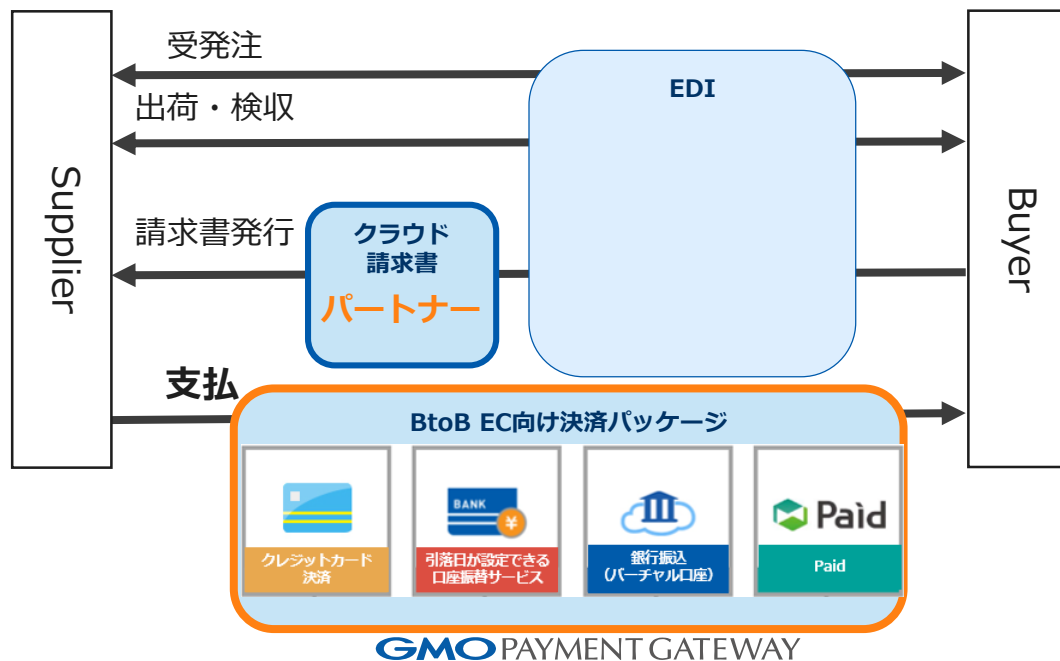 受発注
EDI
出荷・検収
Supplier
Buyer
請求書発行
クラウド
請求書
パートナー
支払
BtoB EC向け決済パッケージ
BANK
¥
Paid
クレジットカード
決済
引落日が設定できる
口座振替サービス
銀行振込
(バーチャル口座)
Paid
GMO PAYMENT GATEWAY